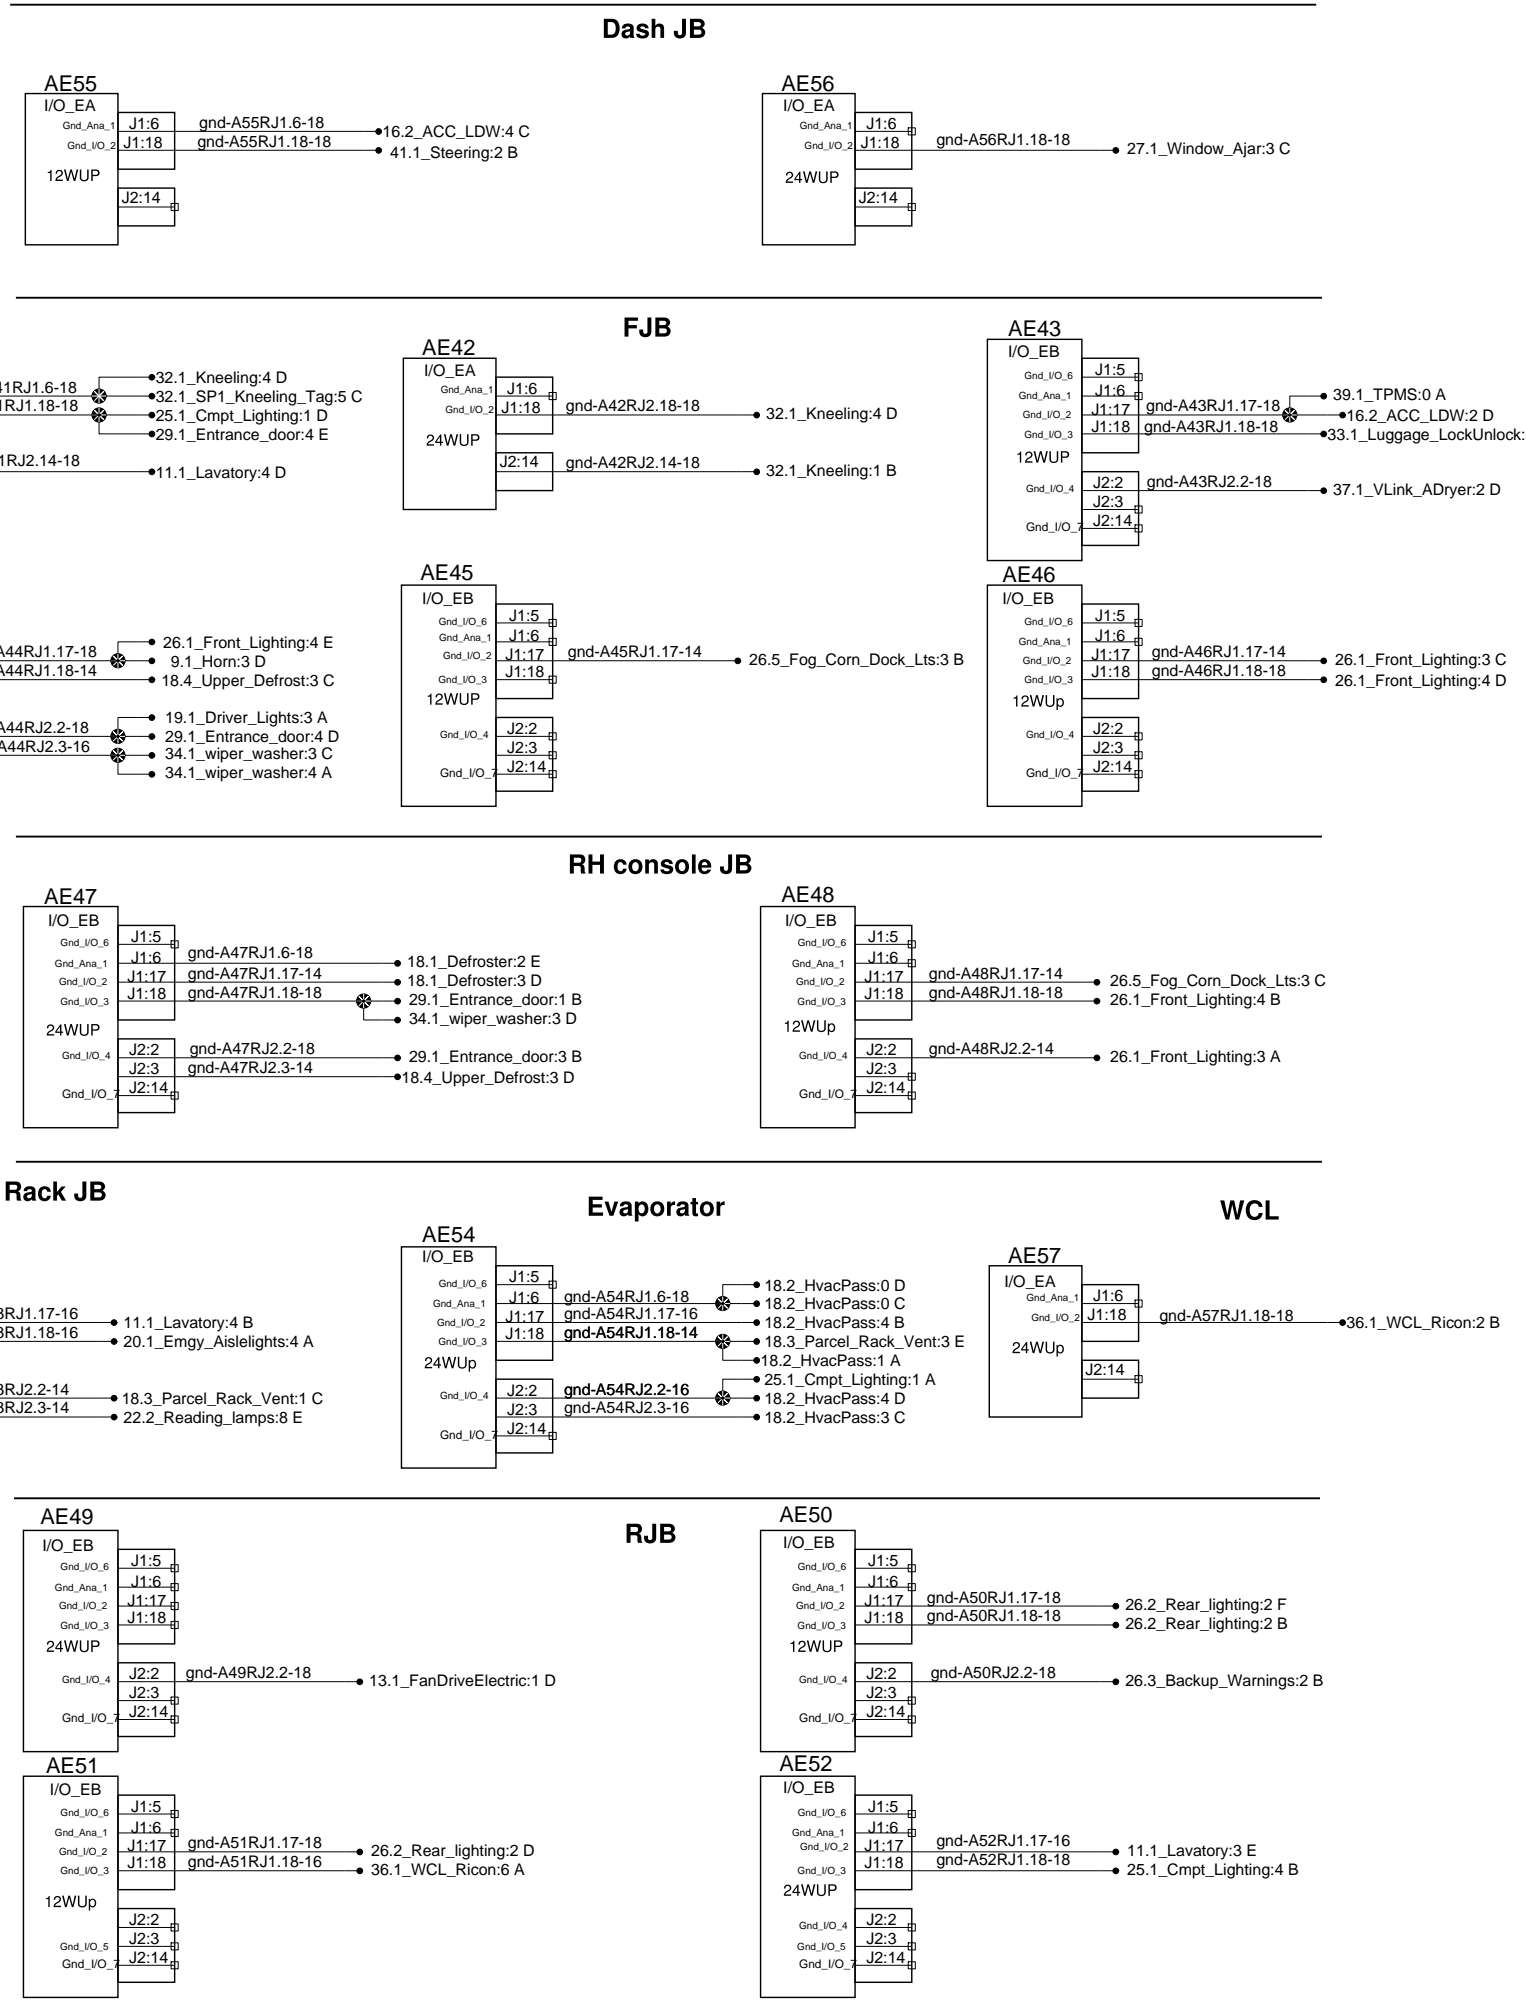 Dash JB
AE55
I/O_EA
Gnd_Ana_1 J1:6 gnd-A55RJ1.6-18 16.2_ACC_LDW:4 C
Gnd_I/O_2 J1:18 gnd-A55RJ1.18-18 41.1_Steering:2 B
12WUP
J2:14
AE56
I/O_EA
Gnd_Ana_1 J1:6
Gnd_I/O_2 J1:18 gnd-A56RJ1.18-18 27.1_Window_Ajar:3 C
24WUP
J2:14
FJB
32.1_Kneeling:4 D
41RJ1.6-18 32.1_SP1_Kneeling_Tag:5 C
1RJ1.18-18 25.1_Cmpt_Lighting:1 D
29.1_Entrance_door:4 E
1RJ2.14-18 11.1_Lavatory:4 D
AE42
I/O_EA
Gnd_Ana_1 J1:6
Gnd_I/O_2 J1:18 gnd-A42RJ2.18-18 32.1_Kneeling:4 D
24WUP
J2:14 gnd-A42RJ2.14-18 32.1_Kneeling:1 B
AE43
I/O_EB
Gnd_I/O_6 J1:5
Gnd_Ana_1 J1:6 39.1_TPMS:0 A
Gnd_I/O_2 J1:17 gnd-A43RJ1.17-18 16.2_ACC_LDW:2 D
Gnd_I/O_3 J1:18 gnd-A43RJ1.18-18 33.1_Luggage_LockUnlock:
12WUP
Gnd_I/O_4 J2:2 gnd-A43RJ2.2-18 37.1_VLink_ADryer:2 D
J2:3
Gnd_I/O_7 J2:14
26.1_Front_Lighting:4 E
A44RJ1.17-18 9.1_Horn:3 D
A44RJ1.18-14 18.4_Upper_Defrost:3 C
19.1_Driver_Lights:3 A
A44RJ2.2-18 29.1_Entrance_door:4 D
A44RJ2.3-16 34.1_wiper_washer:3 C
34.1_wiper_washer:4 A
AE45
I/O_EB
Gnd_I/O_6 J1:5
Gnd_Ana_1 J1:6
Gnd_I/O_2 J1:17 gnd-A45RJ1.17-14 26.5_Fog_Corn_Dock_Lts:3 B
Gnd_I/O_3 J1:18
12WUP
Gnd_I/O_4 J2:2
J2:3
Gnd_I/O_7 J2:14
AE46
I/O_EB
Gnd_I/O_6 J1:5
Gnd_Ana_1 J1:6
Gnd_I/O_2 J1:17 gnd-A46RJ1.17-14 26.1_Front_Lighting:3 C
Gnd_I/O_3 J1:18 gnd-A46RJ1.18-18 26.1_Front_Lighting:4 D
12WUp
Gnd_I/O_4 J2:2
J2:3
Gnd_I/O_7 J2:14
RH console JB
AE47
I/O_EB
Gnd_I/O_6 J1:5
Gnd_Ana_1 J1:6 gnd-A47RJ1.6-18 18.1_Defroster:2 E
Gnd_I/O_2 J1:17 gnd-A47RJ1.17-14 18.1_Defroster:3 D
Gnd_I/O_3 J1:18 gnd-A47RJ1.18-18 29.1_Entrance_door:1 B
34.1_wiper_washer:3 D
24WUP
Gnd_I/O_4 J2:2 gnd-A47RJ2.2-18 29.1_Entrance_door:3 B
J2:3 gnd-A47RJ2.3-14 18.4_Upper_Defrost:3 D
Gnd_I/O_7 J2:14
AE48
I/O_EB
Gnd_I/O_6 J1:5
Gnd_Ana_1 J1:6
Gnd_I/O_2 J1:17 gnd-A48RJ1.17-14 26.5_Fog_Corn_Dock_Lts:3 C
Gnd_I/O_3 J1:18 gnd-A48RJ1.18-18 26.1_Front_Lighting:4 B
12WUp
Gnd_I/O_4 J2:2 gnd-A48RJ2.2-14 26.1_Front_Lighting:3 A
J2:3
Gnd_I/O_7 J2:14
Rack JB
RJ1.17-16 11.1_Lavatory:4 B
RJ1.18-16 20.1_Emgy_Aislelights:4 A
RJ2.2-14 18.3_Parcel_Rack_Vent:1 C
RJ2.3-14 22.2_Reading_lamps:8 E
Evaporator
AE54
I/O_EB
Gnd_I/O_6 J1:5 18.2_HvacPass:0 D
Gnd_Ana_1 J1:6 gnd-A54RJ1.6-18 18.2_HvacPass:0 C
Gnd_I/O_2 J1:17 gnd-A54RJ1.17-16 18.2_HvacPass:4 B
Gnd_I/O_3 J1:18 gnd-A54RJ1.18-14 18.3_Parcel_Rack_Vent:3 E
24WUp 18.2_HvacPass:1 A
25.1_Cmpt_Lighting:1 A
Gnd_I/O_4 J2:2 gnd-A54RJ2.2-16 18.2_HvacPass:4 D
J2:3 gnd-A54RJ2.3-16 18.2_HvacPass:3 C
Gnd_I/O_7 J2:14
WCL
AE57
I/O_EA
Gnd_Ana_1 J1:6
Gnd_I/O_2 J1:18 gnd-A57RJ1.18-18 36.1_WCL_Ricon:2 B
24WUp
J2:14
RJB
AE49
I/O_EB
Gnd_I/O_6 J1:5
Gnd_Ana_1 J1:6
Gnd_I/O_2 J1:17
Gnd_I/O_3 J1:18
24WUP
Gnd_I/O_4 J2:2 gnd-A49RJ2.2-18 13.1_FanDriveElectric:1 D
J2:3
Gnd_I/O_7 J2:14
AE50
I/O_EB
Gnd_I/O_6 J1:5
Gnd_Ana_1 J1:6
Gnd_I/O_2 J1:17 gnd-A50RJ1.17-18 26.2_Rear_lighting:2 F
Gnd_I/O_3 J1:18 gnd-A50RJ1.18-18 26.2_Rear_lighting:2 B
12WUP
Gnd_I/O_4 J2:2 gnd-A50RJ2.2-18 26.3_Backup_Warnings:2 B
J2:3
Gnd_I/O_7 J2:14
AE51
I/O_EB
Gnd_I/O_6 J1:5
Gnd_Ana_1 J1:6
Gnd_I/O_2 J1:17 gnd-A51RJ1.17-18 26.2_Rear_lighting:2 D
Gnd_I/O_3 J1:18 gnd-A51RJ1.18-16 36.1_WCL_Ricon:6 A
12WUp
J2:2
Gnd_I/O_5 J2:3
Gnd_I/O_7 J2:14
AE52
I/O_EB
Gnd_I/O_6 J1:5
Gnd_Ana_1 J1:6
Gnd_I/O_2 J1:17 gnd-A52RJ1.17-16 11.1_Lavatory:3 E
Gnd_I/O_3 J1:18 gnd-A52RJ1.18-18 25.1_Cmpt_Lighting:4 B
24WUP
Gnd_I/O_4 J2:2
Gnd_I/O_5 J2:3
Gnd_I/O_7 J2:14